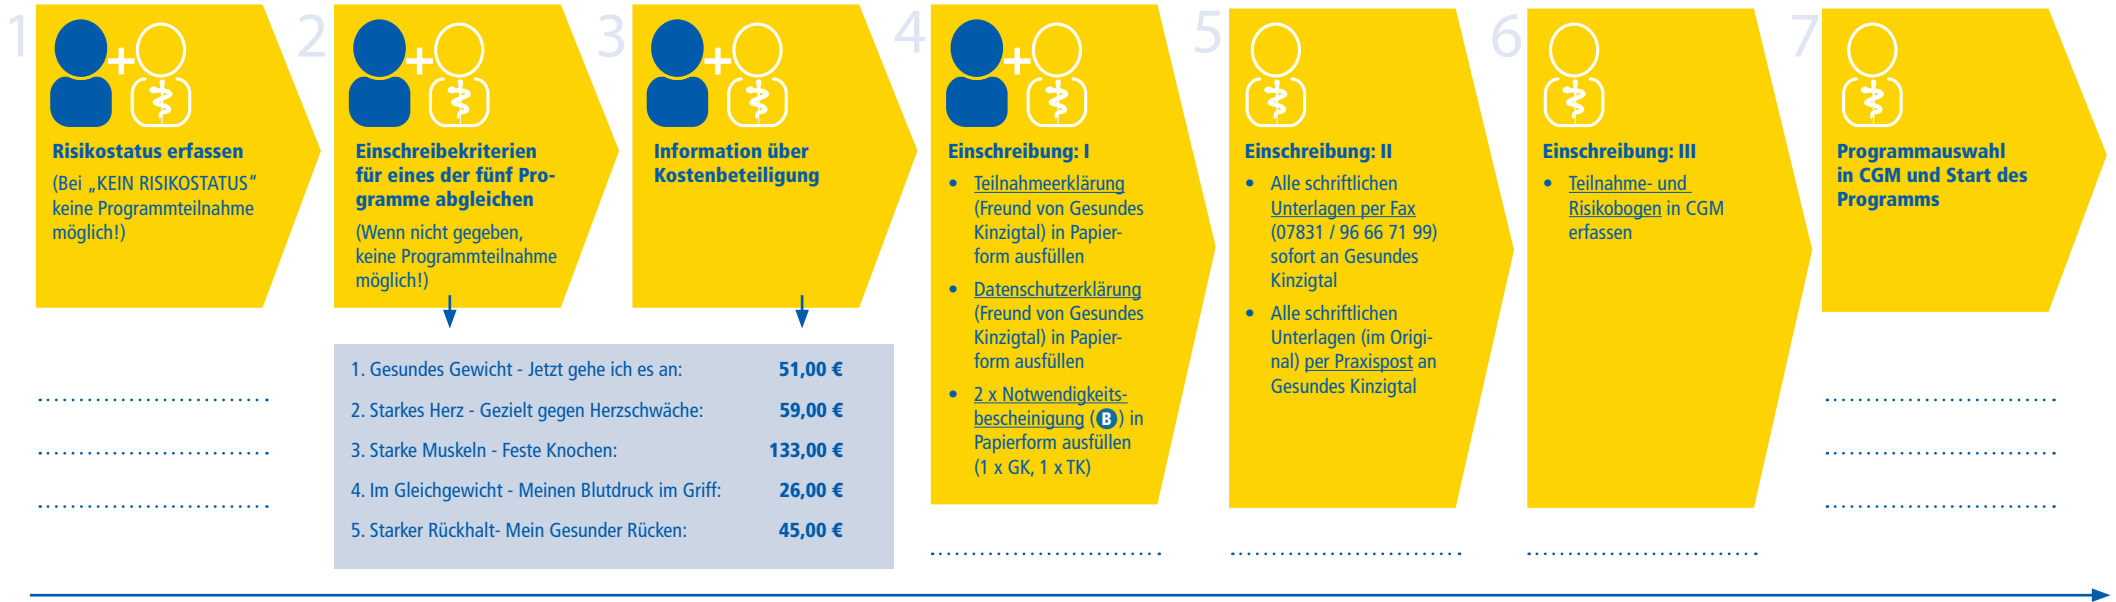 1
Risikostatus erfassen
(Bei „KEIN RISIKOSTATUS“
keine Programmteilnahme
möglich!)
2
Einschreibekriterien
für eines der fünf Pro-
gramme abgleichen
(Wenn nicht gegeben,
keine Programmteilnahme
möglich!)
3
Information über
Kostenbeteiligung
1. Gesundes Gewicht - Jetzt gehe ich es an: 51,00 €
2. Starkes Herz - Gezielt gegen Herzschwäche: 59,00 €
3. Starke Muskeln - Feste Knochen: 133,00 €
4. Im Gleichgewicht - Meinen Blutdruck im Griff: 26,00 €
5. Starker Rückhalt- Mein Gesunder Rücken: 45,00 €
4
Einschreibung: I
• Teilnahmeerklärung
(Freund von Gesundes
Kinzigtal) in Papier-
form ausfüllen
• Datenschutzerklärung
(Freund von Gesundes
Kinzigtal) in Papier-
form ausfüllen
• 2 x Notwendigkeits-
bescheinigung (B) in
Papierform ausfüllen
(1 x GK, 1 x TK)
5
Einschreibung: II
• Alle schriftlichen
Unterlagen per Fax
(07831 / 96 66 71 99)
sofort an Gesundes
Kinzigtal
• Alle schriftlichen
Unterlagen (im Origi-
nal) per Praxispost an
Gesundes Kinzigtal
6
Einschreibung: III
• Teilnahme- und
Risikobogen in CGM
erfassen
7
Programmauswahl
in CGM und Start des
Programms